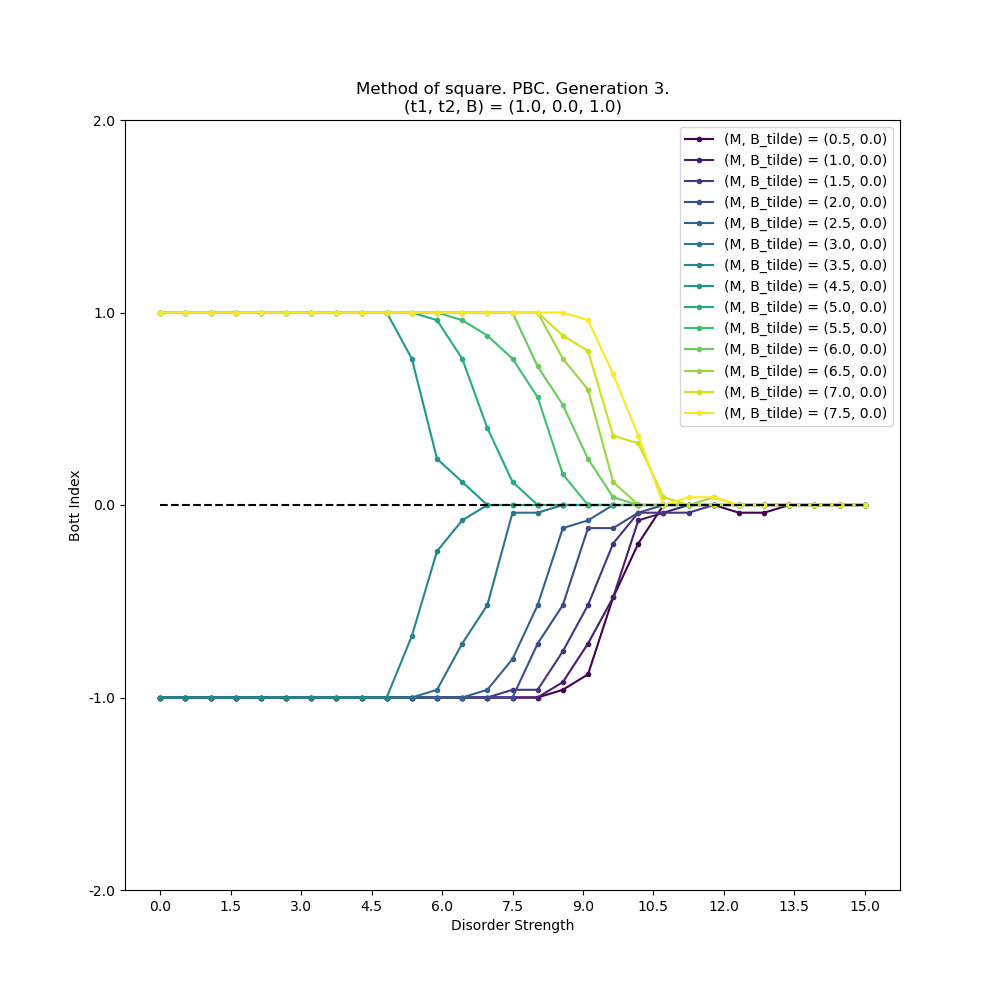 Method of square. PBC. Generation 3.
(t1, t2, B) = (1.0, 0.0, 1.0)
2.0
1.0
0.0
-1.0
-2.0
Bott Index
(M, B_tilde) = (0.5, 0.0)
(M, B_tilde) = (1.0, 0.0)
(M, B_tilde) = (1.5, 0.0)
(M, B_tilde) = (2.0, 0.0)
(M, B_tilde) = (2.5, 0.0)
(M, B_tilde) = (3.0, 0.0)
(M, B_tilde) = (3.5, 0.0)
(M, B_tilde) = (4.5, 0.0)
(M, B_tilde) = (5.0, 0.0)
(M, B_tilde) = (5.5, 0.0)
(M, B_tilde) = (6.0, 0.0)
(M, B_tilde) = (6.5, 0.0)
(M, B_tilde) = (7.0, 0.0)
(M, B_tilde) = (7.5, 0.0)
0.0 1.5 3.0 4.5 6.0 7.5 9.0 10.5 12.0 13.5 15.0
Disorder Strength